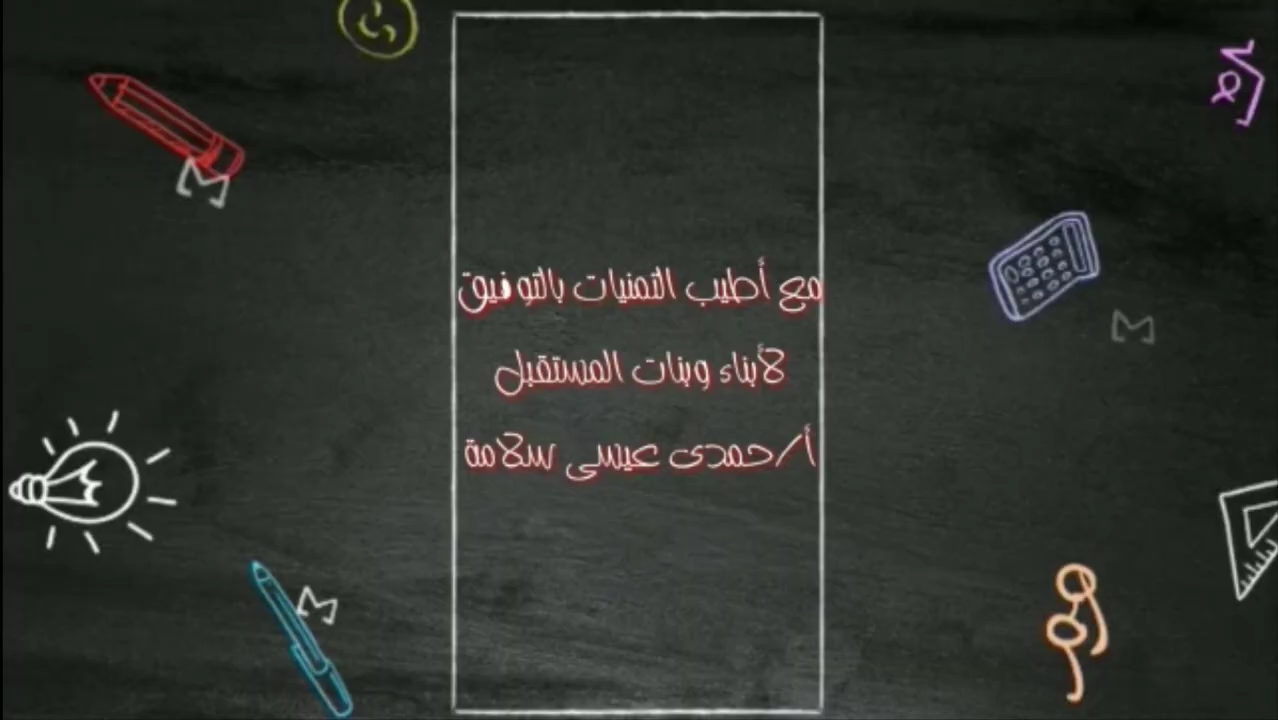 مع أطيب التمنيات بالتوفيق
لأبناء وبنات المستقبل
أ/حمدى عيسى سلامة